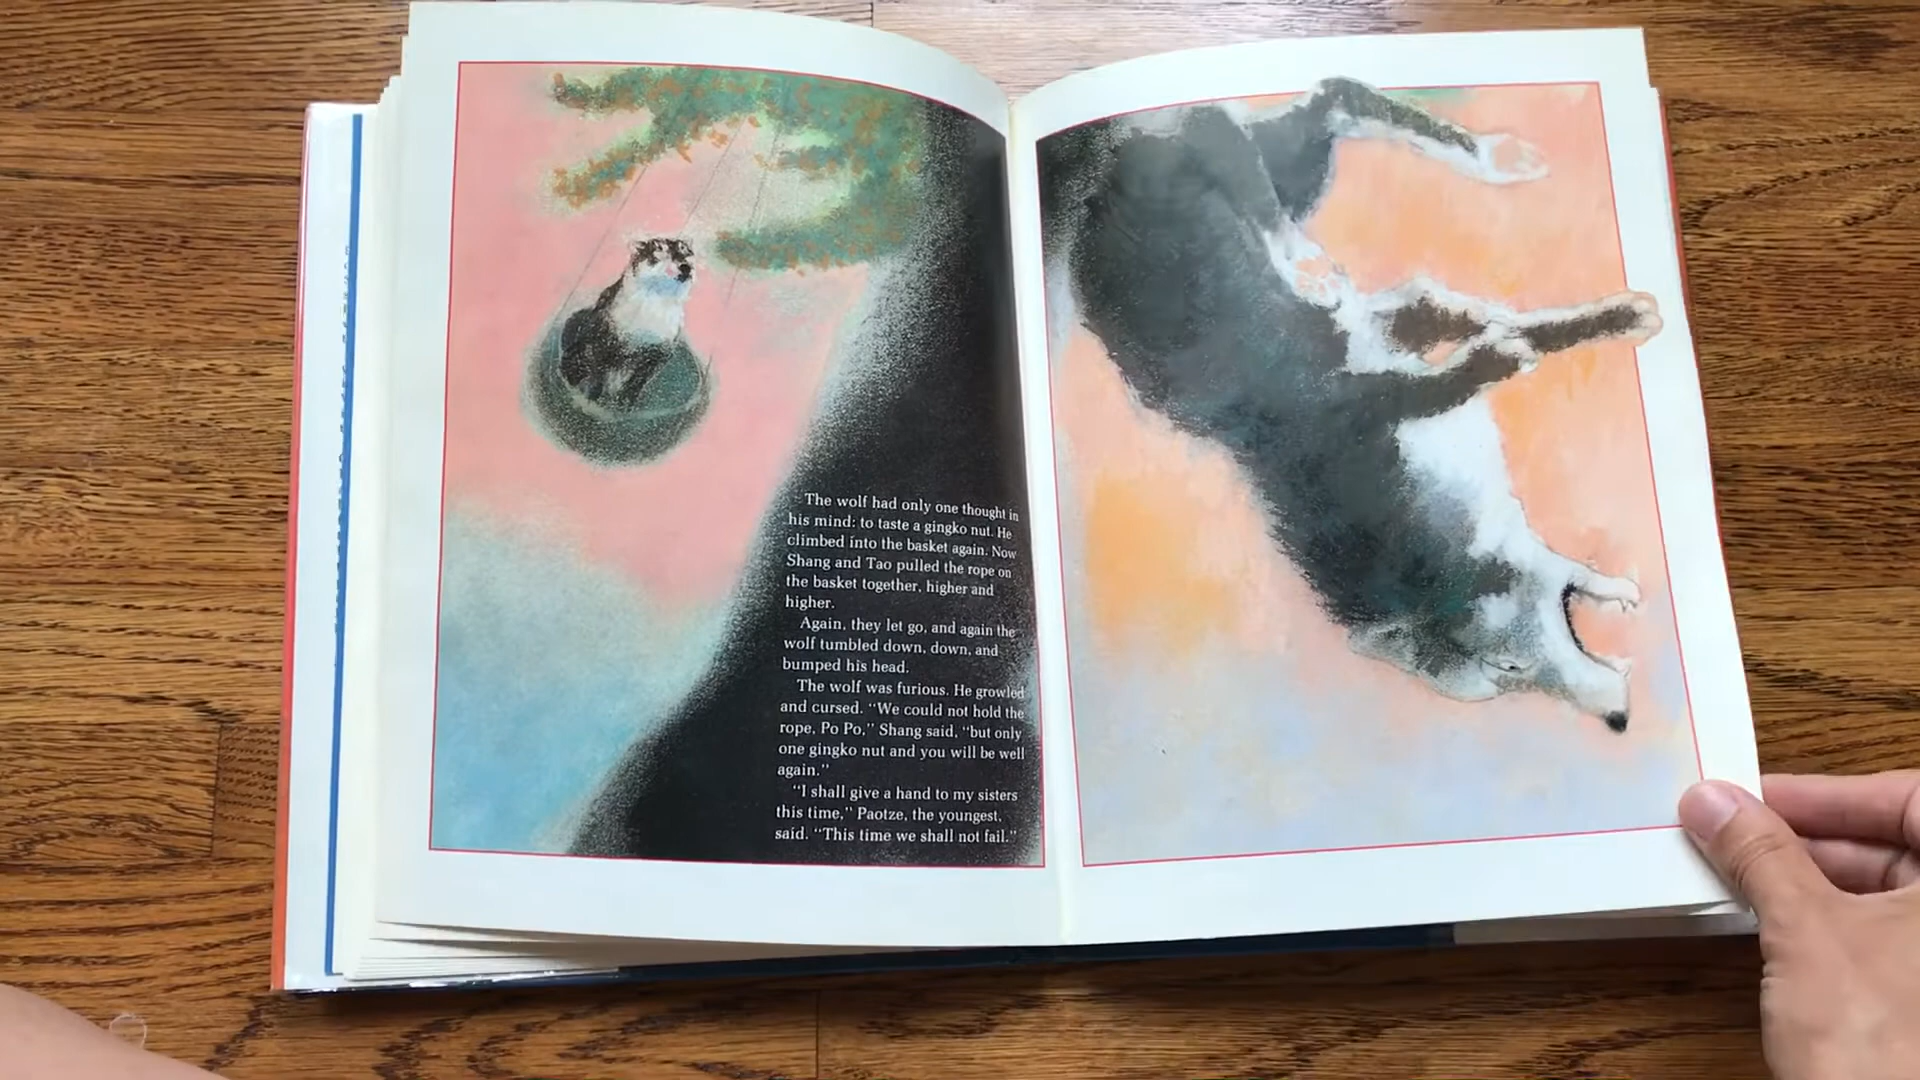 The wolf had only one thought in
his mind: to taste a gingko nut. He
climbed into the basket again. Now
Shang and Tao pulled the rope on
the basket together, higher and
higher.
Again, they let go, and again the
wolf tumbled down, down, and
bumped his head.
The wolf was furious. He growled
and cursed. “We could not hold the
rope, Po Po,” Shang said, “but only
one gingko nut and you will be well
again.”
“I shall give a hand to my sisters
this time,” Paotze, the youngest,
said. “This time we shall not fail.”